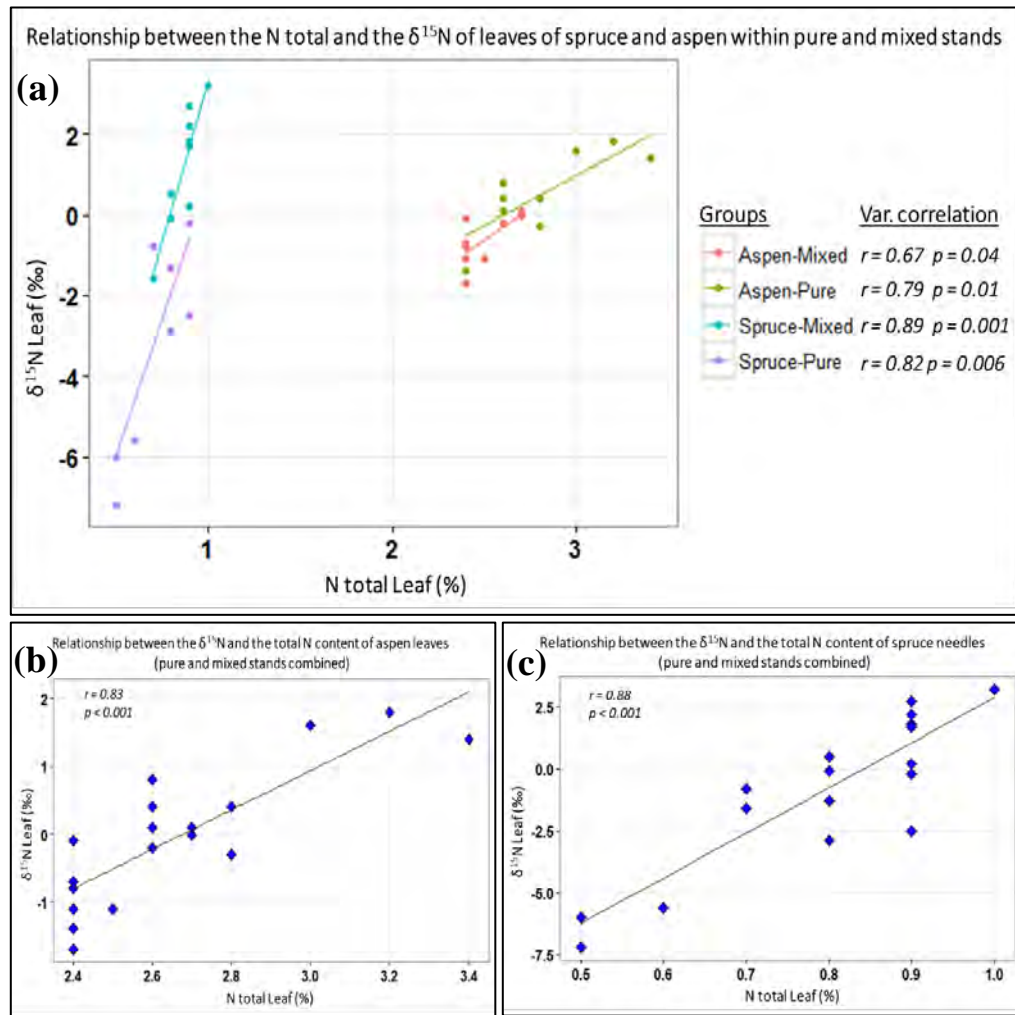 Relationship between the N total and the δ¹⁵N of leaves of spruce and aspen within pure and mixed stands
(a)
2
0
-2
-4
-6
δ¹⁵N Leaf (‰)
1
2
3
N total Leaf (%)
Groups Var. correlation
Aspen-Mixed r = 0.67 p = 0.04
Aspen-Pure r = 0.79 p = 0.01
Spruce-Mixed r = 0.89 p = 0.001
Spruce-Pure r = 0.82 p = 0.006
(b)
Relationship between the δ¹⁵N and the total N content of aspen leaves
(pure and mixed stands combined)
r = 0.83
p < 0.001
2
1
0
-1
δ¹⁵N Leaf (‰)
2.4 2.6 2.8 3.0 3.2 3.4
N total Leaf (%)
(c)
Relationship between the δ¹⁵N and the total N content of spruce needles
(pure and mixed stands combined)
r = 0.88
p < 0.001
2.5
0.0
-2.5
-5.0
-7.5
δ¹⁵N Leaf (‰)
0.5 0.6 0.7 0.8 0.9 1.0
N total Leaf (%)